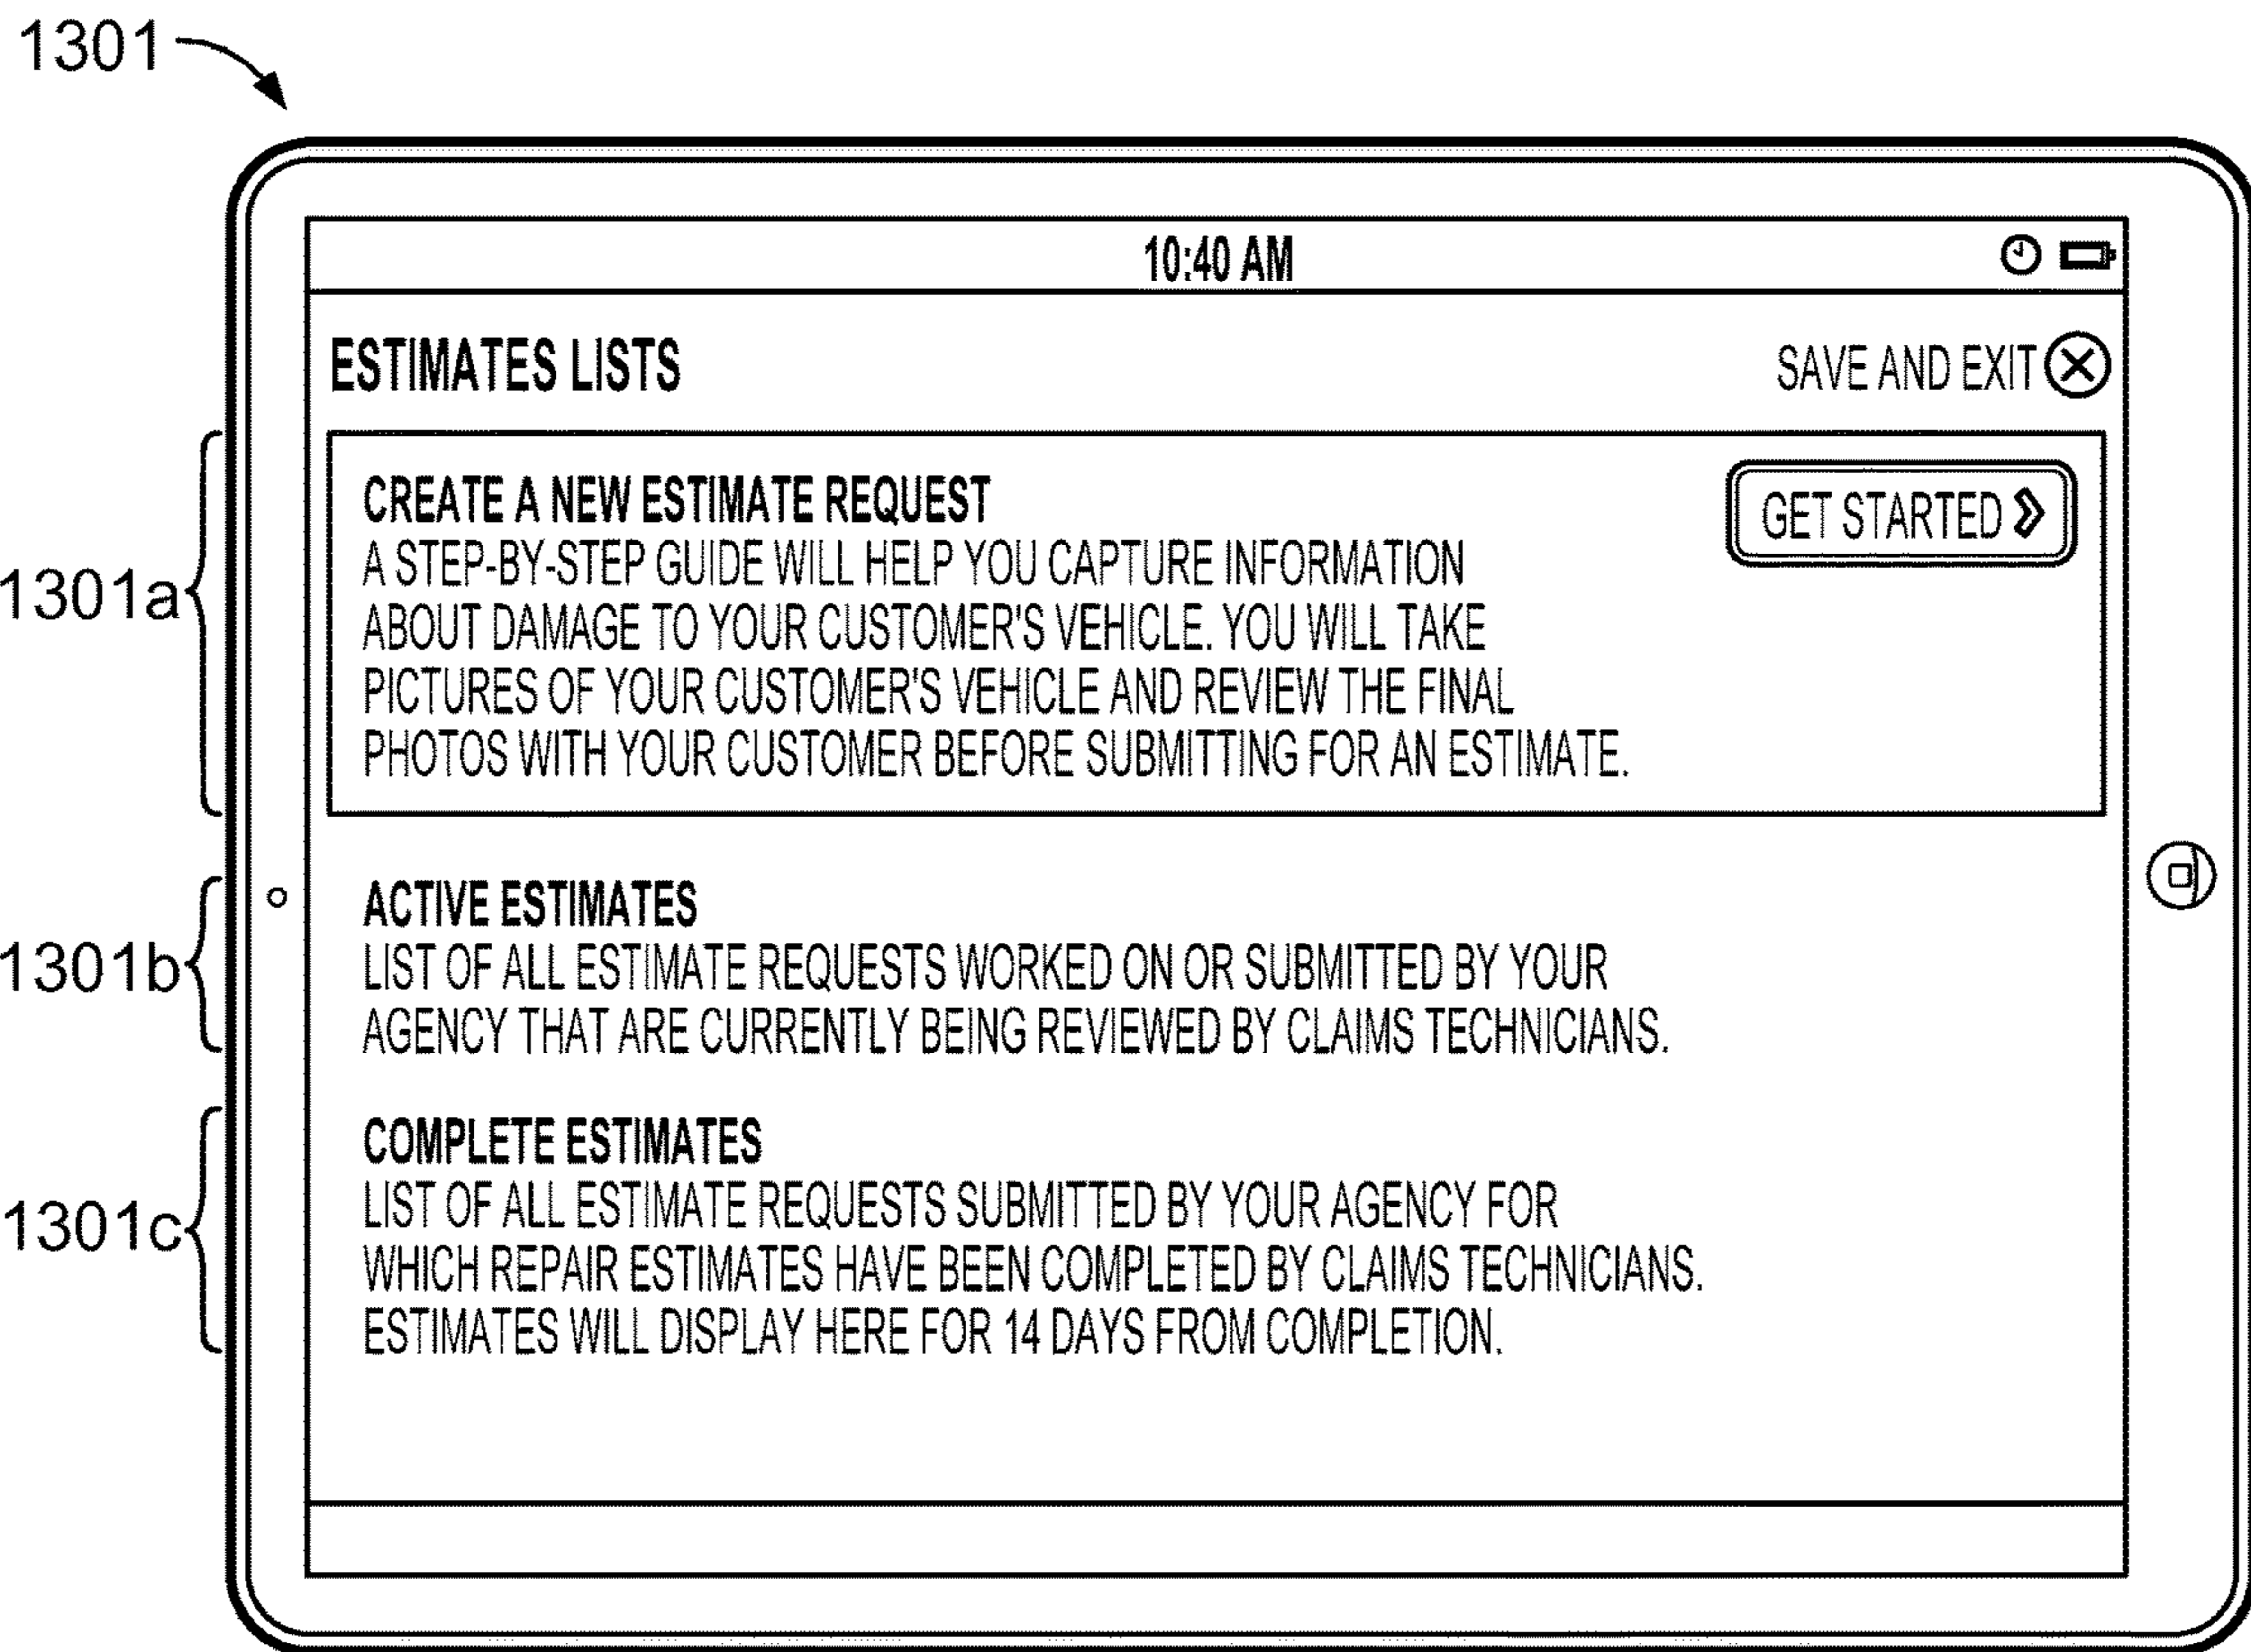 1301
10:40 AM
ESTIMATES LISTS
SAVE AND EXIT
1301a
CREATE A NEW ESTIMATE REQUEST
GET STARTED
A STEP-BY-STEP GUIDE WILL HELP YOU CAPTURE INFORMATION
ABOUT DAMAGE TO YOUR CUSTOMER'S VEHICLE. YOU WILL TAKE
PICTURES OF YOUR CUSTOMER'S VEHICLE AND REVIEW THE FINAL
PHOTOS WITH YOUR CUSTOMER BEFORE SUBMITTING FOR AN ESTIMATE.
1301b
ACTIVE ESTIMATES
LIST OF ALL ESTIMATE REQUESTS WORKED ON OR SUBMITTED BY YOUR
AGENCY THAT ARE CURRENTLY BEING REVIEWED BY CLAIMS TECHNICIANS.
1301c
COMPLETE ESTIMATES
LIST OF ALL ESTIMATE REQUESTS SUBMITTED BY YOUR AGENCY FOR
WHICH REPAIR ESTIMATES HAVE BEEN COMPLETED BY CLAIMS TECHNICIANS.
ESTIMATES WILL DISPLAY HERE FOR 14 DAYS FROM COMPLETION.